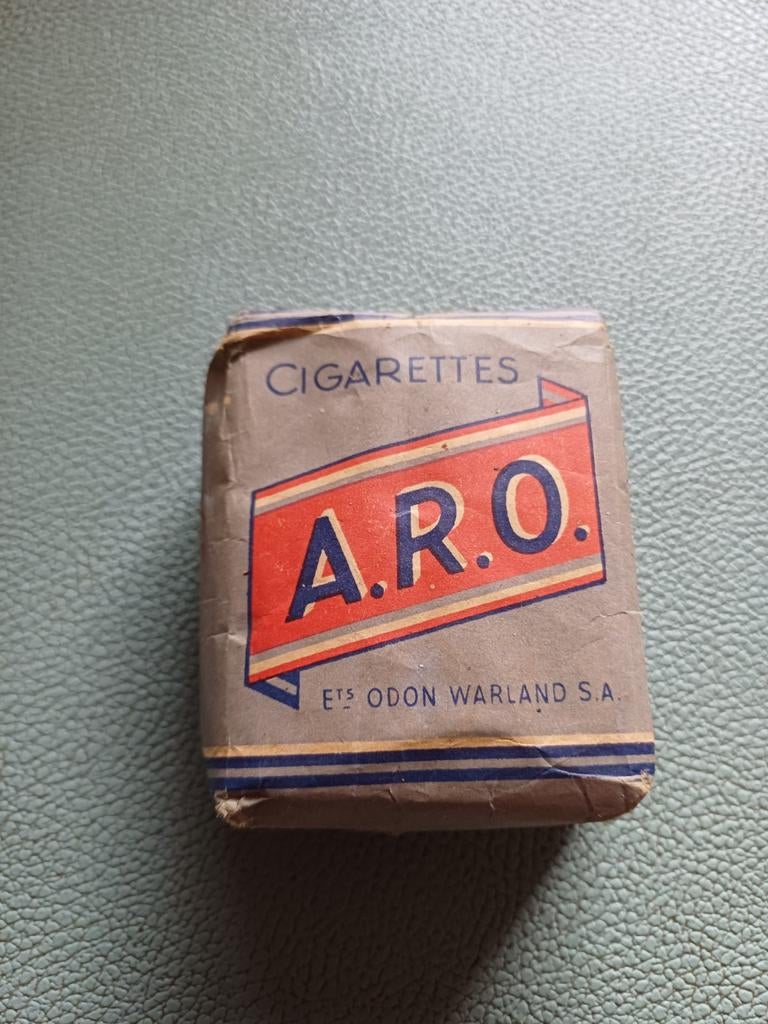 CIGARETTES
A.R.O.
ETS ODON WARLAND S.A.